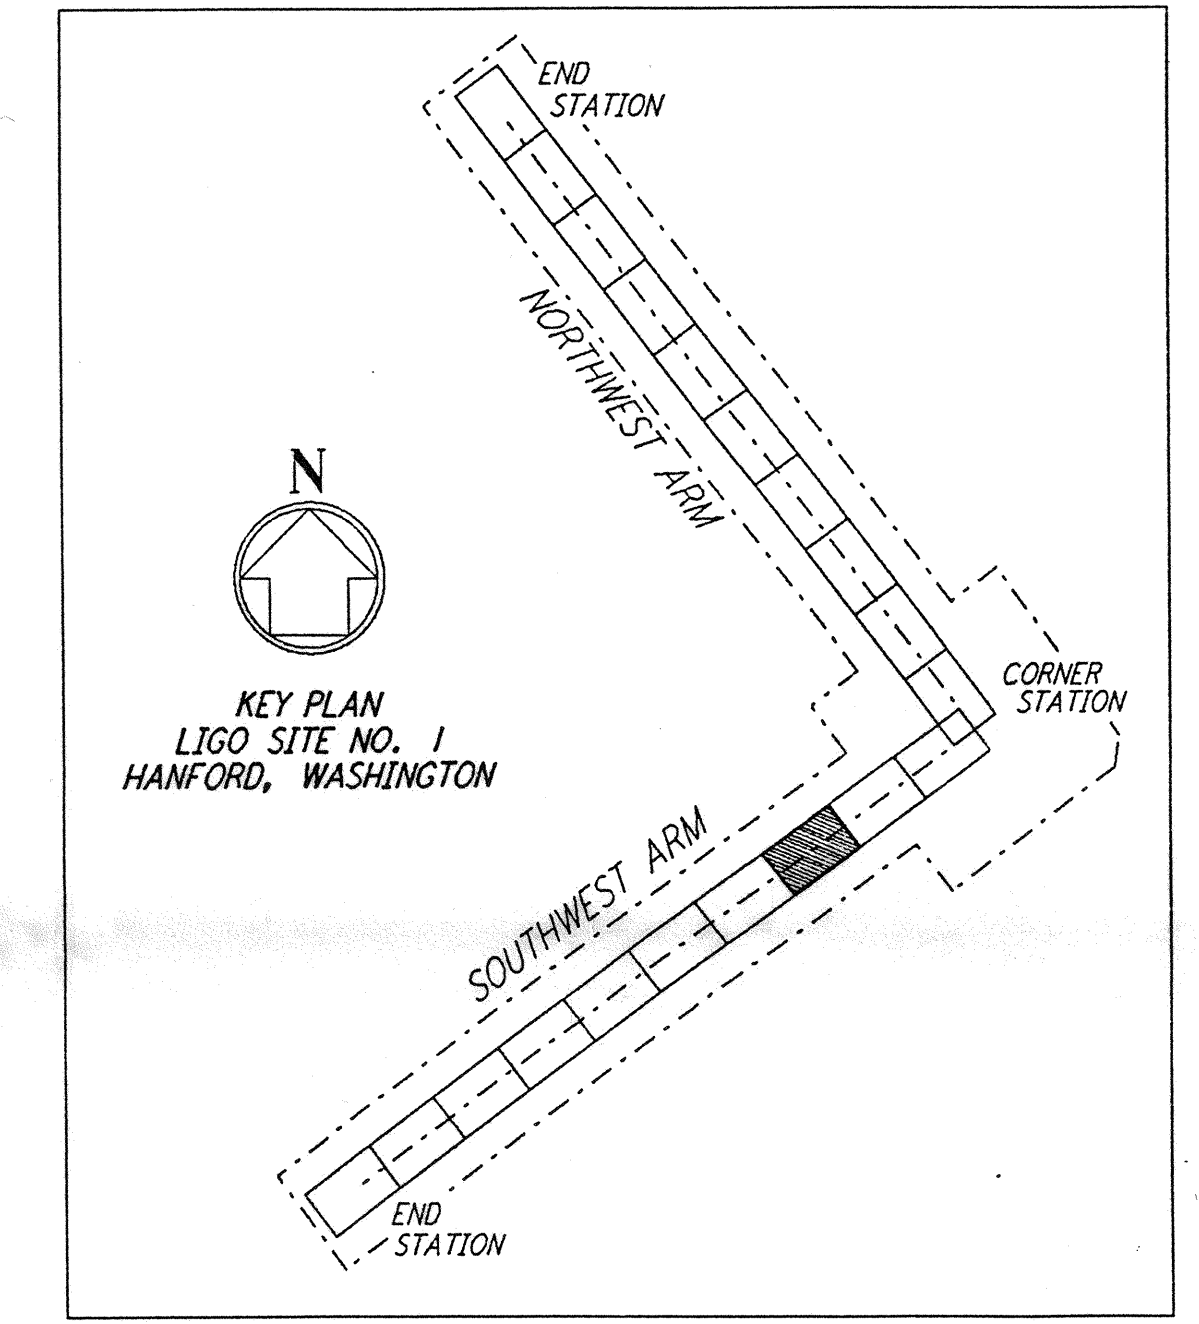 END
STATION
NORTHWEST ARM
N
CORNER
STATION
KEY PLAN
LIGO SITE NO. 1
HANFORD, WASHINGTON
SOUTHWEST ARM
END
STATION